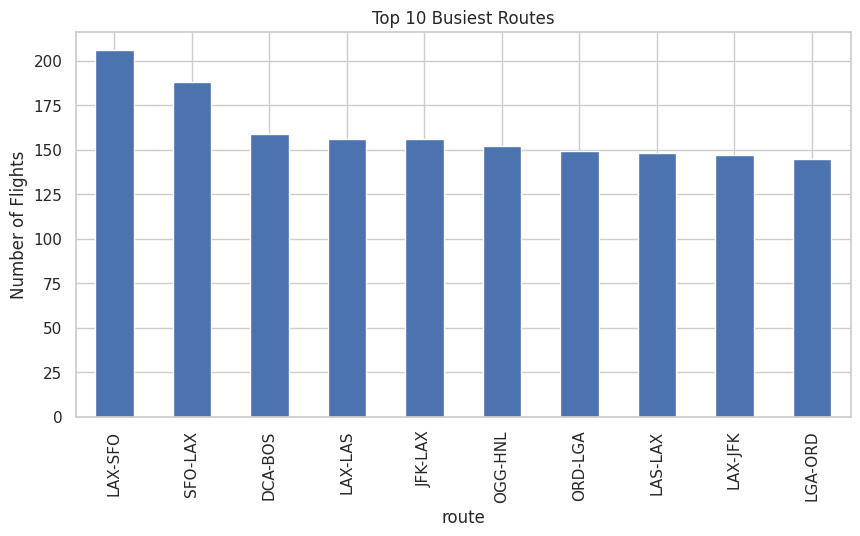 Top 10 Busiest Routes
Number of Flights
200
175
150
125
100
75
50
25
0
LAX-SFO
SFO-LAX
DCA-BOS
LAX-LAS
JFK-LAX
OGG-HNL
ORD-LGA
LAS-LAX
LAX-JFK
LGA-ORD
route